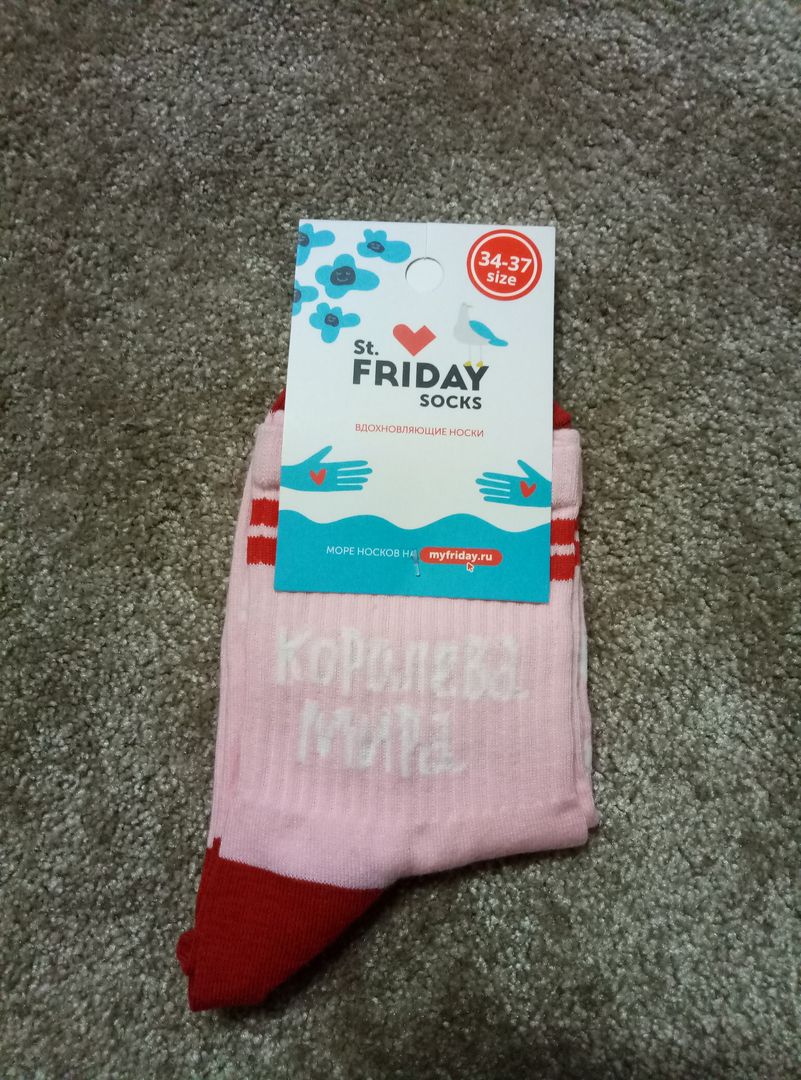 34-37
size
St.
FRIDAY
SOCKS
ВДОХНОВЛЯЮЩИЕ НОСКИ
МОРЕ НОСКОВ НА myfriday.ru
Королева
мира